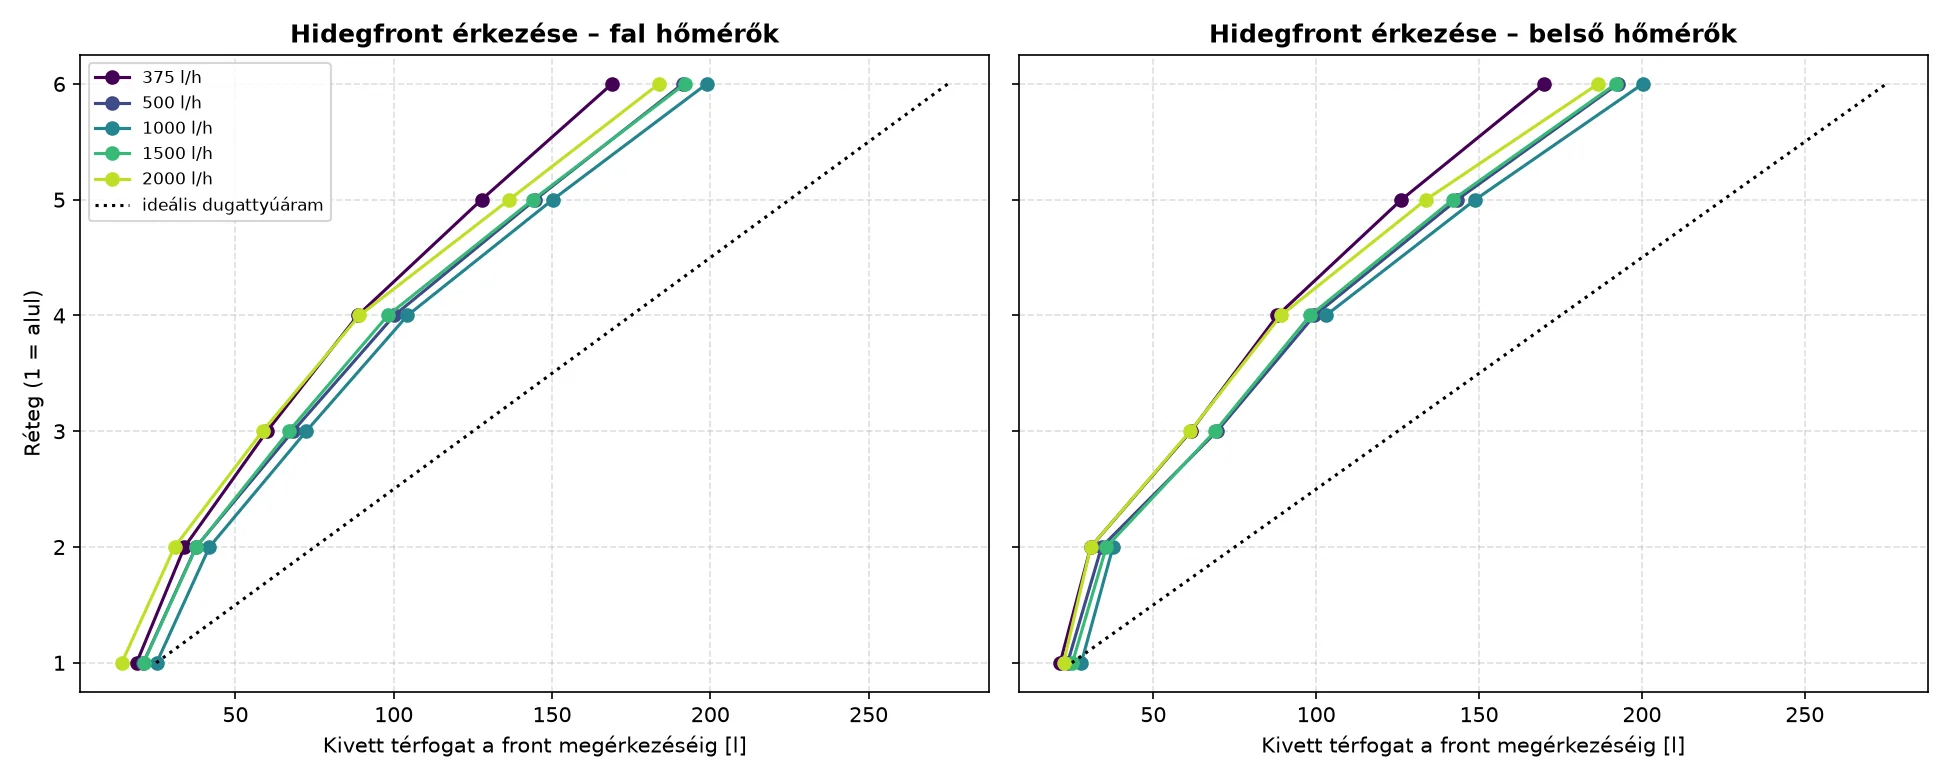 Hidegfront érkezése – fal hőmérők
6
5
4
3
2
1
Réteg (1 = alul)
375 l/h
500 l/h
1000 l/h
1500 l/h
2000 l/h
ideális dugattyúáram
50
100
150
200
250
Kivett térfogat a front megérkezéséig [l]
Hidegfront érkezése – belső hőmérők
50
100
150
200
250
Kivett térfogat a front megérkezéséig [l]